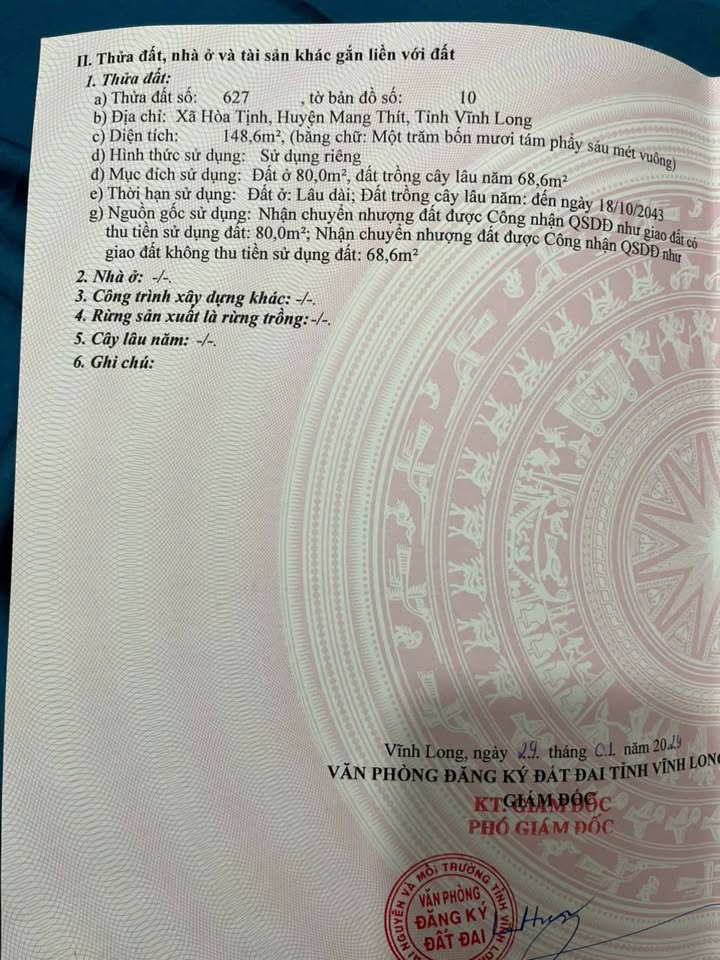 II. Thửa đất, nhà ở và tài sản khác gắn liền với đất
1. Thửa đất:
a) Thửa đất số: 627 , tờ bản đồ số: 10
b) Địa chỉ: Xã Hòa Tịnh, Huyện Mang Thít, Tỉnh Vĩnh Long
c) Diện tích: 148,6m², (bằng chữ: Một trăm bốn mươi tám phẩy sáu mét vuông)
d) Hình thức sử dụng: Sử dụng riêng
đ) Mục đích sử dụng: Đất ở 80,0m², đất trồng cây lâu năm 68,6m²
e) Thời hạn sử dụng: Đất ở: Lâu dài; Đất trồng cây lâu năm: đến ngày 18/10/2043
g) Nguồn gốc sử dụng: Nhận chuyển nhượng đất được Công nhận QSDĐ như giao đất có
thu tiền sử dụng đất: 80,0m²; Nhận chuyển nhượng đất được Công nhận QSDĐ như
giao đất không thu tiền sử dụng đất: 68,6m²
2. Nhà ở: -/-.
3. Công trình xây dựng khác: -/-.
4. Rừng sản xuất là rừng trồng: -/-.
5. Cây lâu năm: -/-.
6. Ghi chú:
Vĩnh Long, ngày 29. tháng 01. năm 20
VĂN PHÒNG ĐĂNG KÝ ĐẤT ĐAI TỈNH VĨNH LONG
GIÁM ĐỐC
KT. GIÁM ĐỐC
PHÓ GIÁM ĐỐC
NGUYÊN VÀ MÔI TRƯỜNG TỈNH VĨNH
VĂN PHÒNG
ĐĂNG KÝ
ĐẤT ĐAI